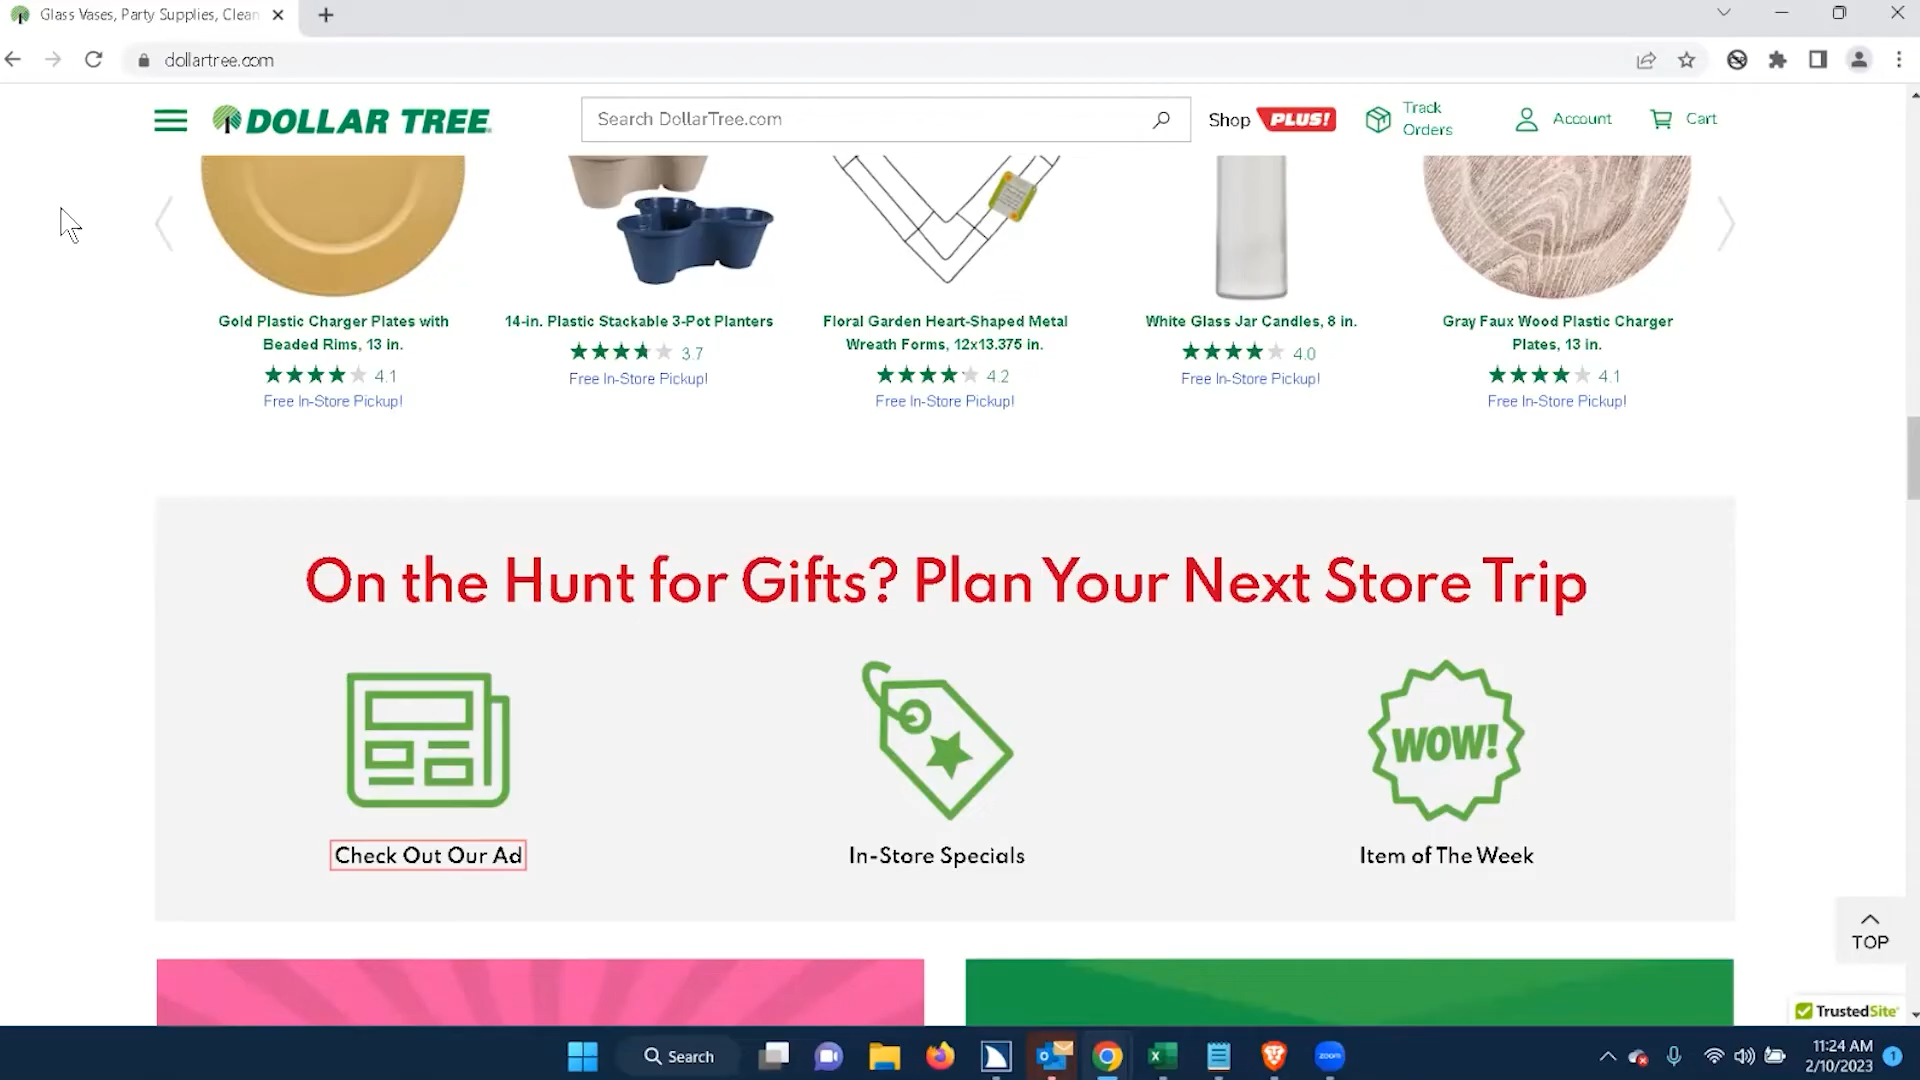 Glass Vases, Party Supplies, Clean
dollartree.com
DOLLAR TREE
Search DollarTree.com
Shop PLUS!
Track
Orders
Account
Cart
Gold Plastic Charger Plates with
Beaded Rims, 13 in.
4.1
Free In-Store Pickup!
14-in. Plastic Stackable 3-Pot Planters
3.7
Free In-Store Pickup!
Floral Garden Heart-Shaped Metal
Wreath Forms, 12x13.375 in.
4.2
Free In-Store Pickup!
White Glass Jar Candles, 8 in.
4.0
Free In-Store Pickup!
Gray Faux Wood Plastic Charger
Plates, 13 in.
4.1
Free In-Store Pickup!
On the Hunt for Gifts? Plan Your Next Store Trip
WOW!
Check Out Our Ad
In-Store Specials
Item of The Week
TOP
TrustedSite
Search
zoom
11:24 AM
2/10/2023
1